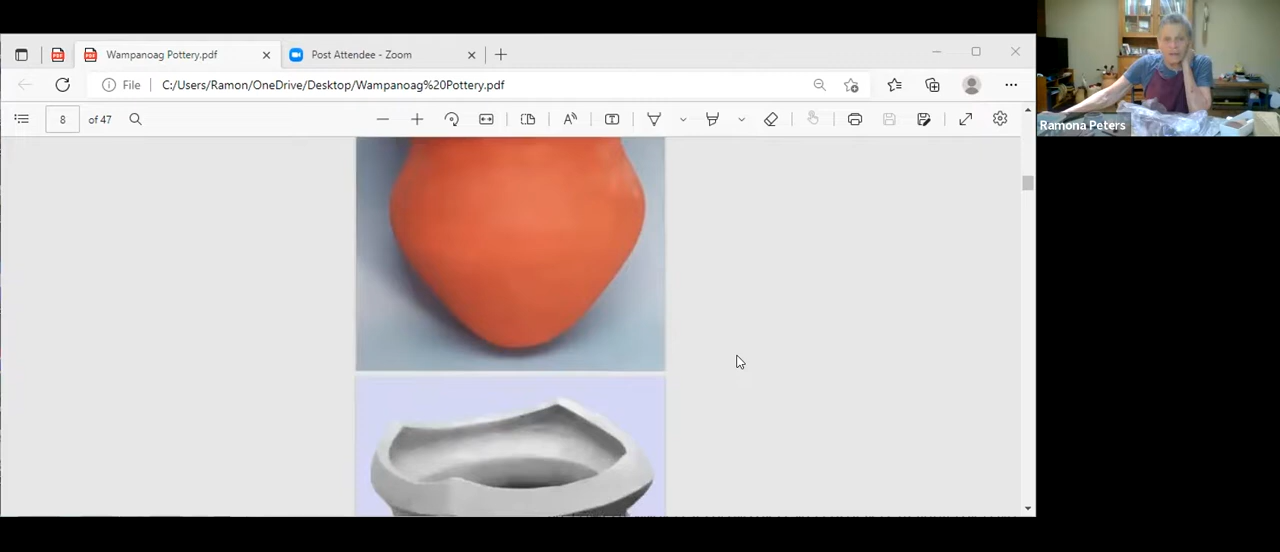 Wampanoag Pottery.pdf
Post Attendee - Zoom
File
C:/Users/Ramon/OneDrive/Desktop/Wampanoag%20Pottery.pdf
8 of 47
Ramona Peters